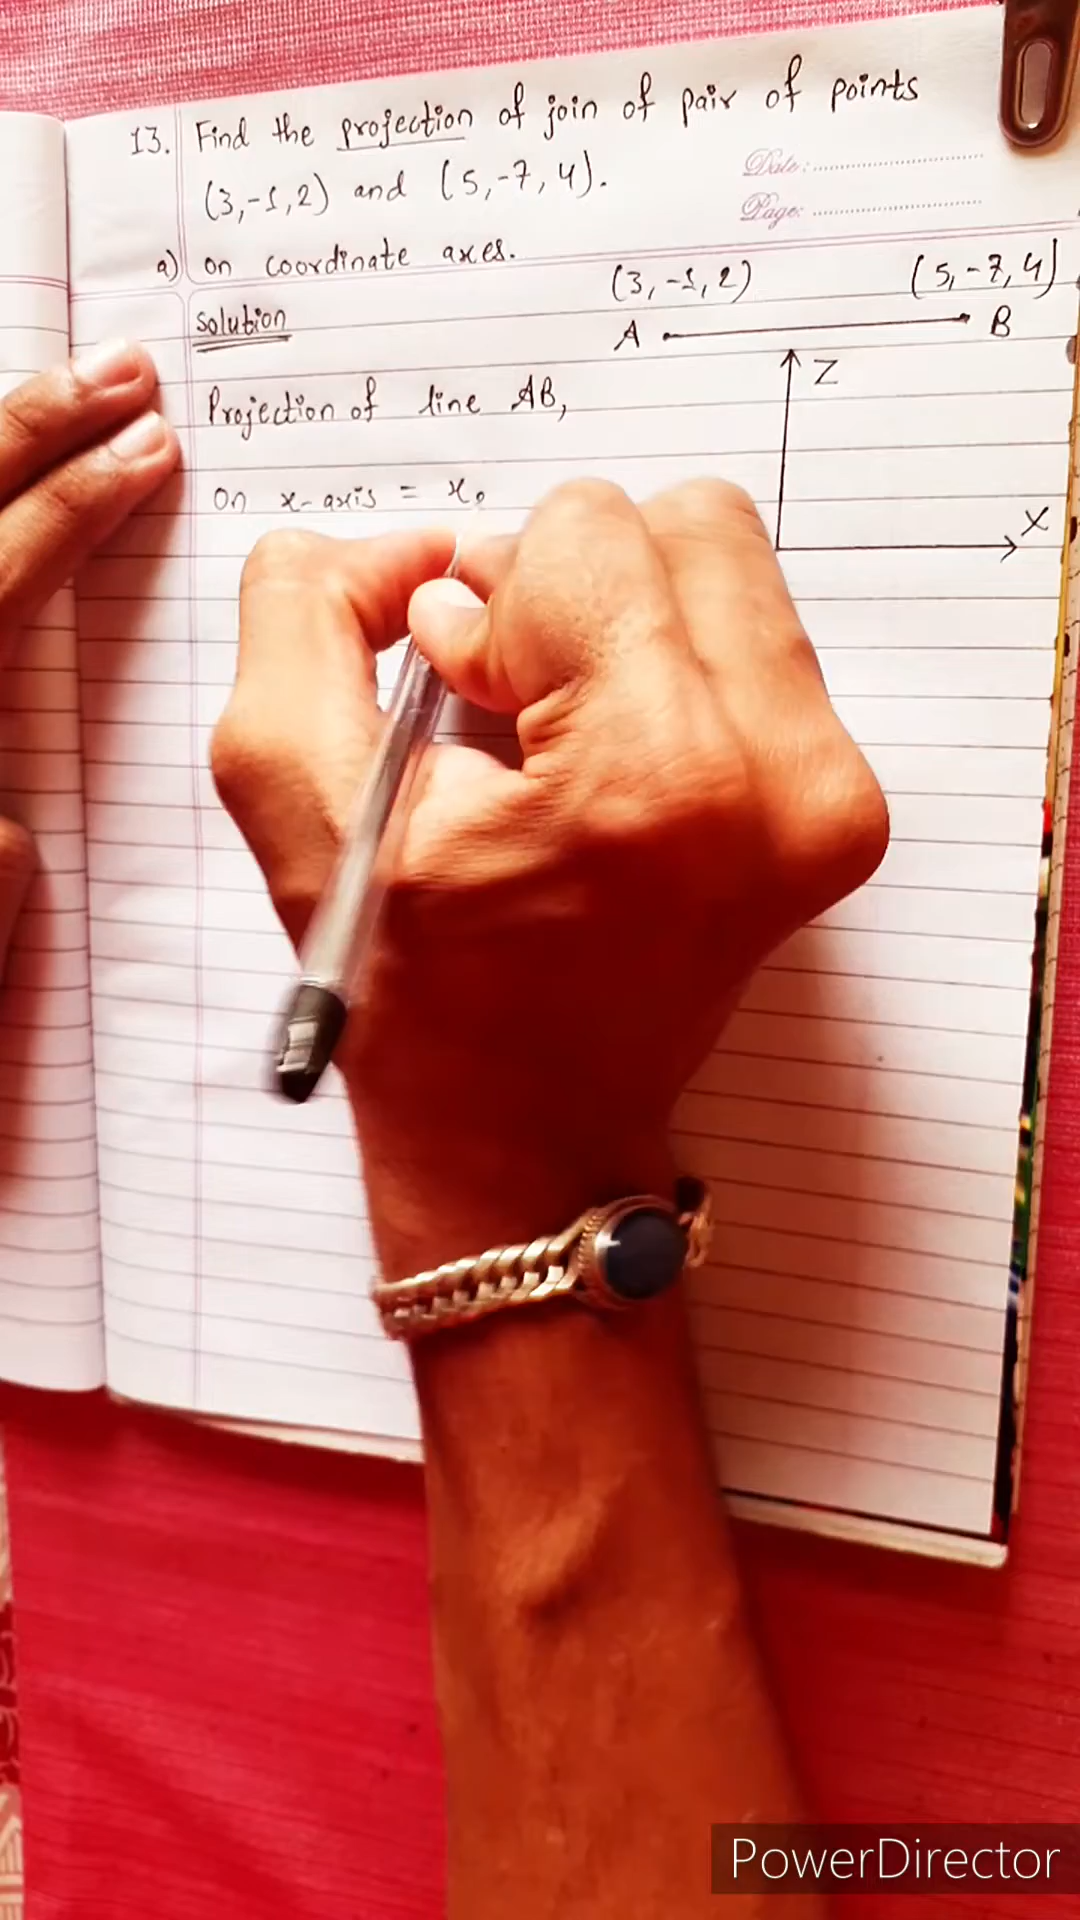 13. Find the projection of join of pair of points
(3,-1,2) and (5,-7,4).
Date:
Page:
a) on coordinate axes.
(3,-1,2) (5,-7,4)
Solution
A B
Z
Projection of line AB,
On x-axis = x₂
X
PowerDirector